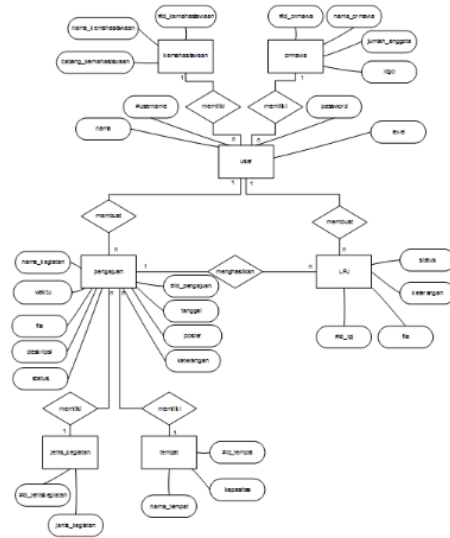 #id_kemahasiswaan
#id_ormawa
nama_ormawa
nama_kemahasiswaan
jumlah_anggota
kemahasiswaan
ormawa
cabang_kemahasiswaan
logo
1
1
memiliki
memiliki
#username
password
nama
level
n
n
user
1
1
membuat
membuat
n
n
nama_kegiatan
status
pengajuan
1
menghasilkan
n
LPJ
waktu
#id_pengajuan
keterangan
n
n
file
tanggal
deskripsi
poster
#id_lpj
file
status
keterangan
memiliki
memiliki
1
1
jenis_kegiatan
tempat
#id_tempat
#id_jeniskegiatan
kapasitas
nama_tempat
jenis_kegiatan